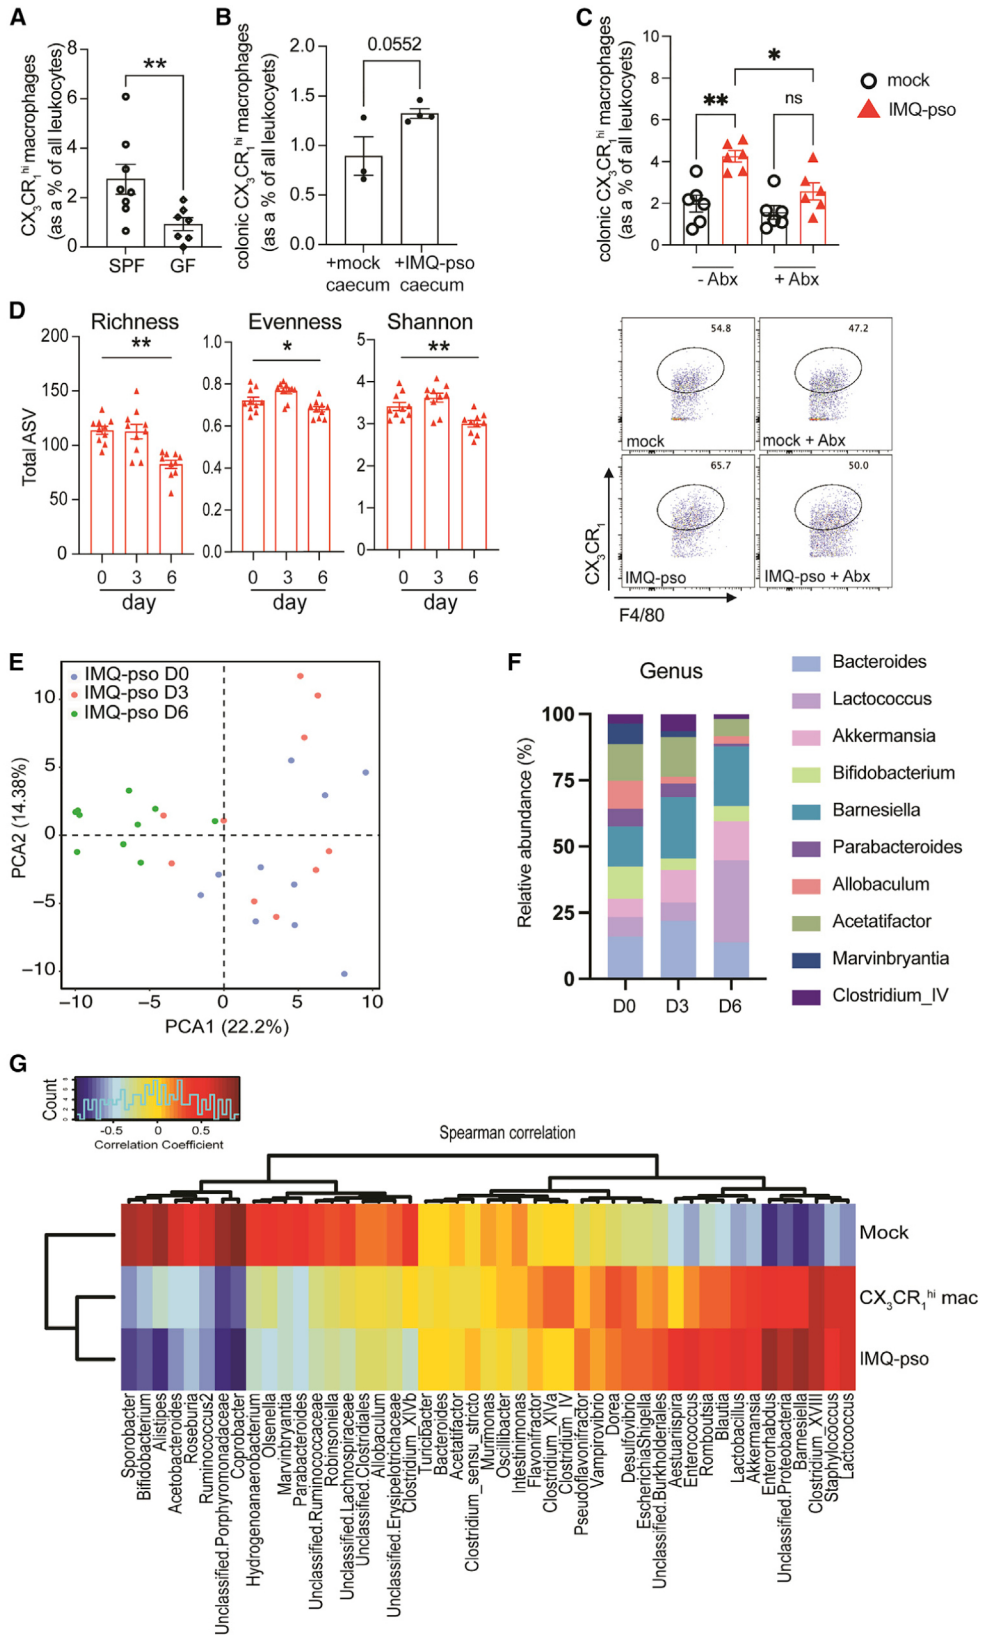 A
CX3CR1hi macrophages
(as a % of all leukocytes)
8
6
4
2
0
**
SPF GF
B
colonic CX3CR1hi macrophages
(as a % of all leukocyets)
2.0
1.5
1.0
0.5
0.0
0.0552
+mock +IMQ-pso
caecum caecum
C
colonic CX3CR1hi macrophages
(as a % of all leukocytes)
10
8
6
4
2
0
*
**
ns
- Abx + Abx
mock
IMQ-pso
D
Richness
Total ASV
200
150
100
50
0
**
0 3 6
day
Evenness
1.0
0.8
0.6
0.4
0.2
0.0
*
0 3 6
day
Shannon
5
4
3
2
1
0
**
0 3 6
day
54.8
mock
47.2
mock + Abx
65.7
IMQ-pso
50.0
IMQ-pso + Abx
CX3CR1
F4/80
E
IMQ-pso D0
IMQ-pso D3
IMQ-pso D6
PCA2 (14.38%)
10
5
0
−5
−10
−10 −5 0 5 10
PCA1 (22.2%)
F
Genus
Relative abundance (%)
100
75
50
25
0
D0 D3 D6
Bacteroides
Lactococcus
Akkermansia
Bifidobacterium
Barnesiella
Parabacteroides
Allobaculum
Acetatifactor
Marvinbryantia
Clostridium_IV
G
Count
-0.5 0 0.5
Correlation Coefficient
Spearman correlation
Mock
CX3CR1hi mac
IMQ-pso
Sporobacter
Bifidobacterium
Alistipes
Acetobacteroides
Roseburia
Ruminococcus2
Unclassified.Porphyromonadaceae
Coprobacter
Hydrogenoanaerobacterium
Olsenella
Marvinbryantia
Parabacteroides
Unclassified.Ruminococcaceae
Robinsoniella
Unclassified.Lachnospiraceae
Unclassified.Clostridiales
Allobaculum
Unclassified.Erysipelotrichaceae
Clostridium_XIVb
Turicibacter
Bacteroides
Acetatifactor
Clostridium_sensu_stricto
Murimonas
Oscillibacter
Intestinimonas
Flavonifractor
Clostridium_XIVa
Clostridium_IV
Pseudoflavonifractor
Vampirovibrio
Dorea
Desulfovibrio
EscherichiaShigella
Unclassified.Burkholderiales
Aestuariispira
Enterococcus
Romboutsia
Blautia
Lactobacillus
Akkermansia
Enterorhabdus
Unclassified.Proteobacteria
Barnesiella
Clostridium_XVIII
Staphylococcus
Lactococcus